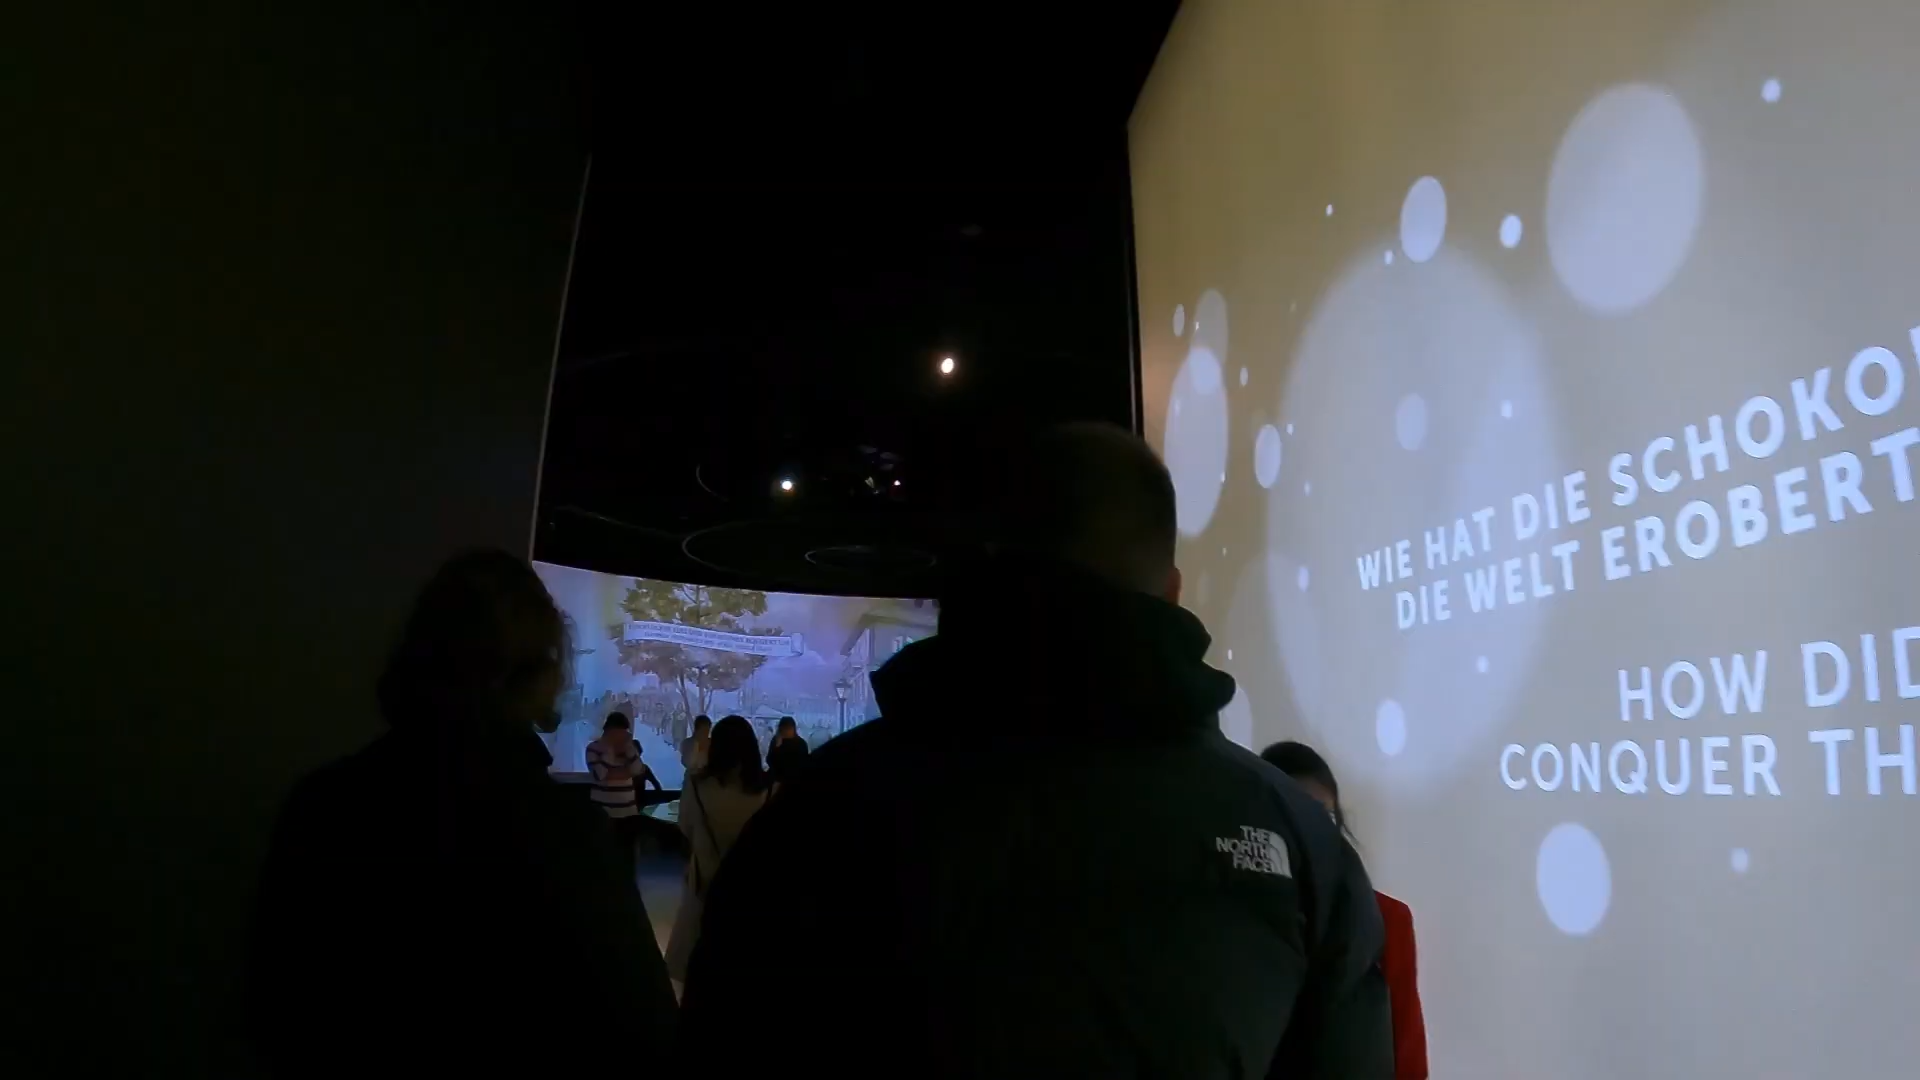 WIE HAT DIE SCHOKO
DIE WELT EROBERT
HOW DID
CONQUER TH
THE
NORTH
FACE